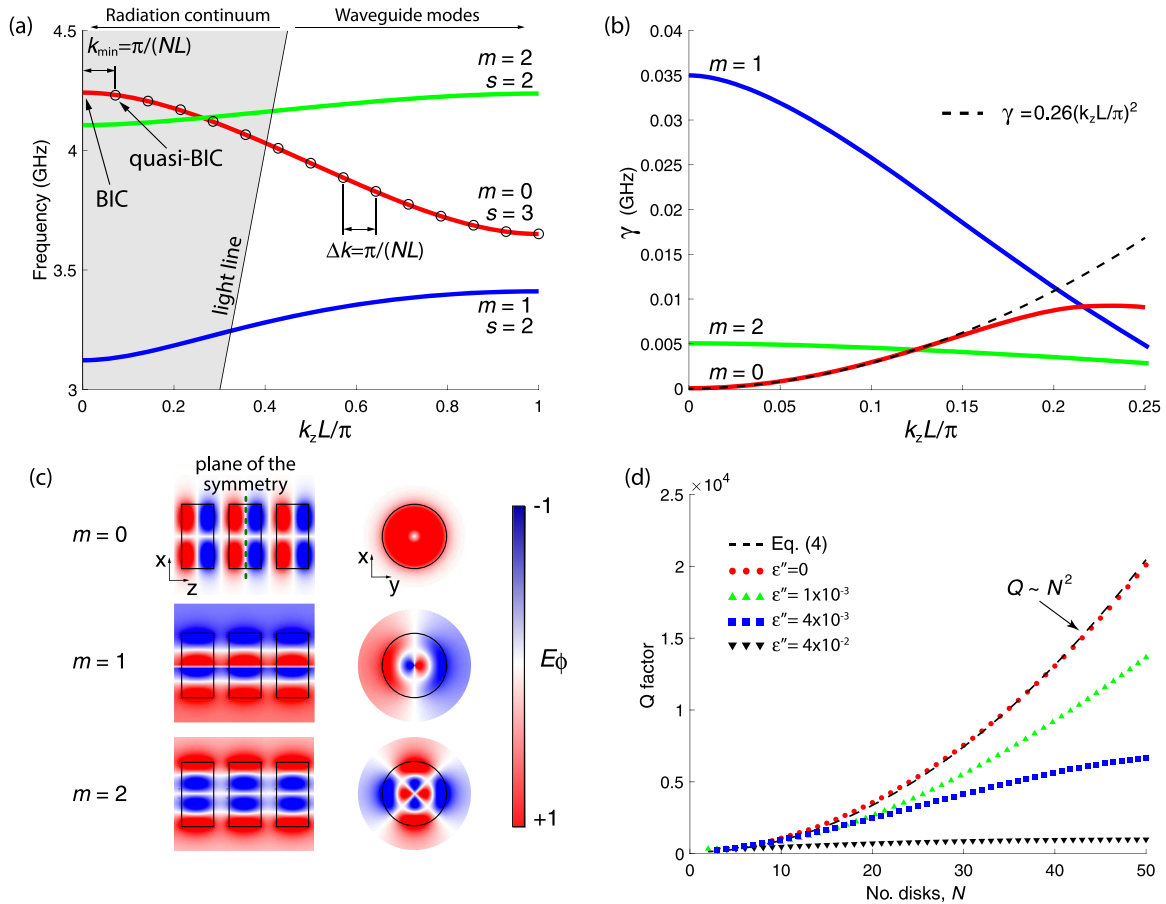 (a)
Radiation continuum
Waveguide modes
k_min=π/(NL)
BIC
quasi-BIC
light line
Δk=π/(NL)
m = 2
s = 2
m = 0
s = 3
m = 1
s = 2
4.5
4
3.5
3
Frequency (GHz)
0 0.2 0.4 0.6 0.8 1
k_zL/π
(b)
0.035
0.03
0.025
0.02
0.015
0.01
0.005
0
γ (GHz)
m = 1
m = 2
m = 0
γ =0.26(k_zL/π)²
0 0.05 0.1 0.15 0.2 0.25
k_zL/π
(c)
plane of the
symmetry
m = 0
x
z
x
y
m = 1
m = 2
-1
Eϕ
+1
(d)
×10⁴
2.5
2
1.5
1
0.5
0
Q factor
Eq. (4)
ε″=0
ε″= 1x10⁻³
ε″= 4x10⁻³
ε″= 4x10⁻²
Q ~ N²
0 10 20 30 40 50
No. disks, N